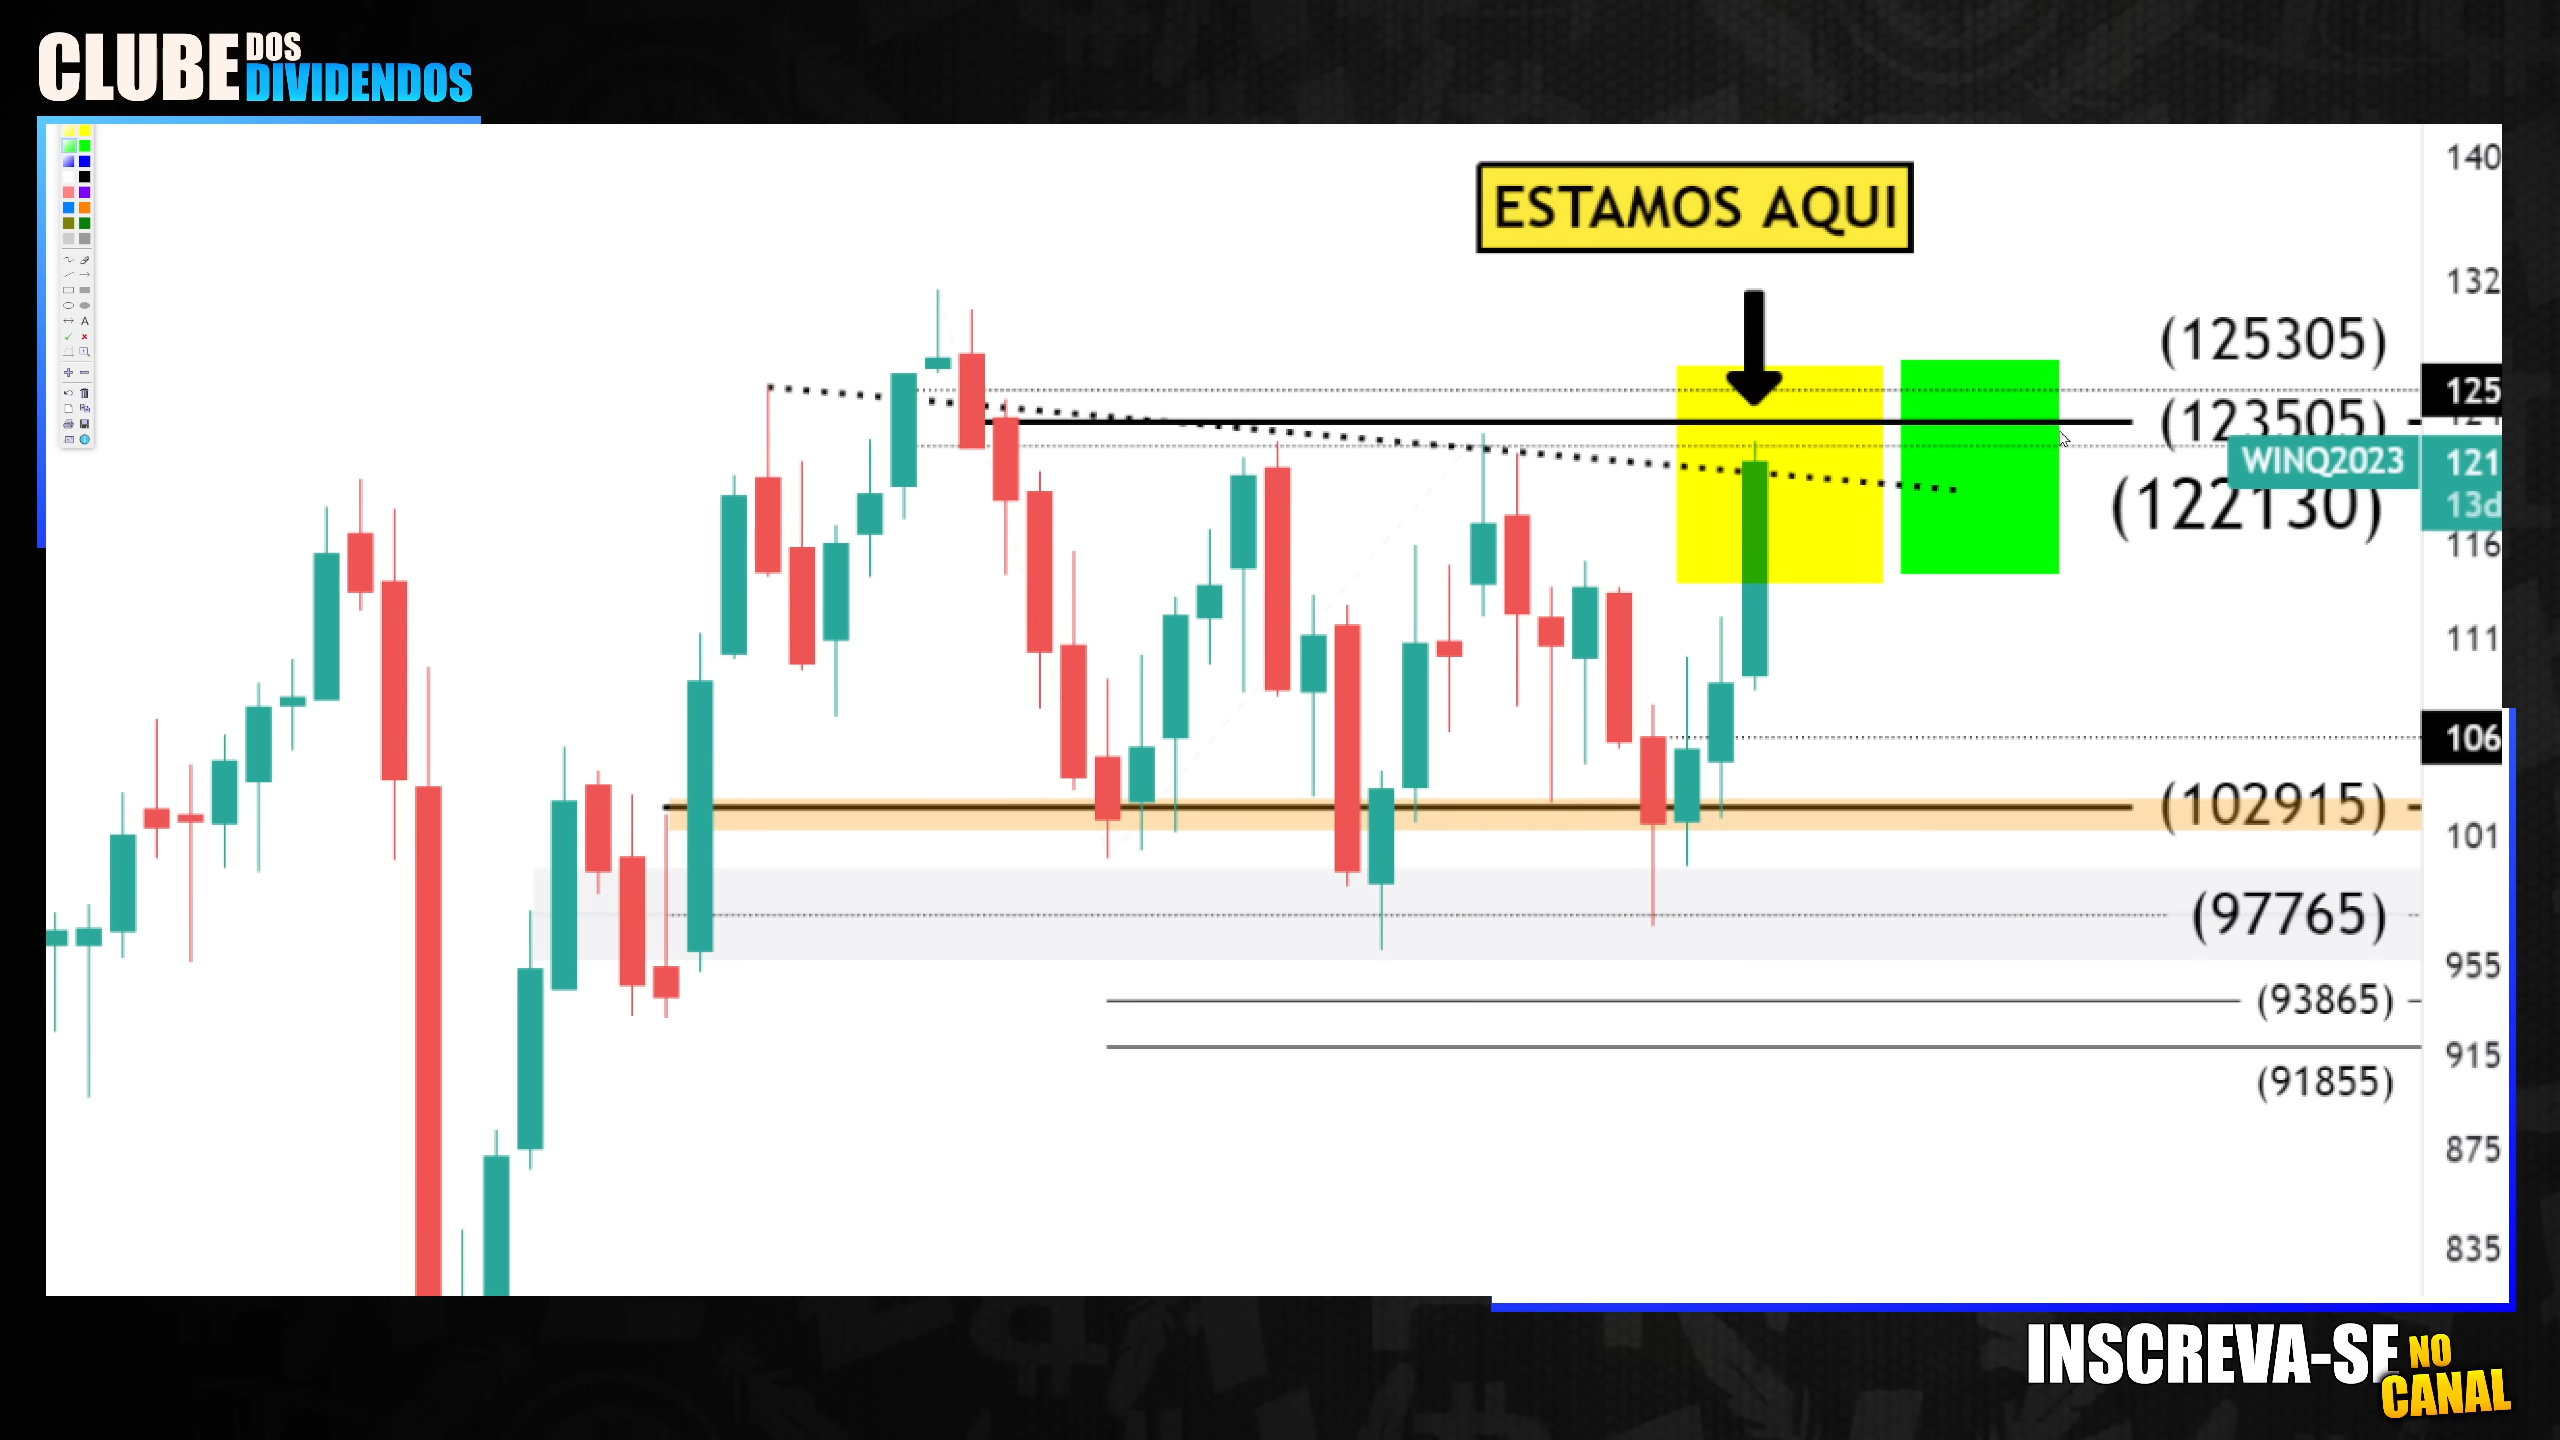 CLUBE DOS
DIVIDENDOS
ESTAMOS AQUI
140
132
(125305)
125
(123505)
WINQ2023
121
13d
(122130)
116
111
106
(102915)
101
(97765)
955
(93865)
915
(91855)
875
835
A
INSCREVA-SE NO
CANAL